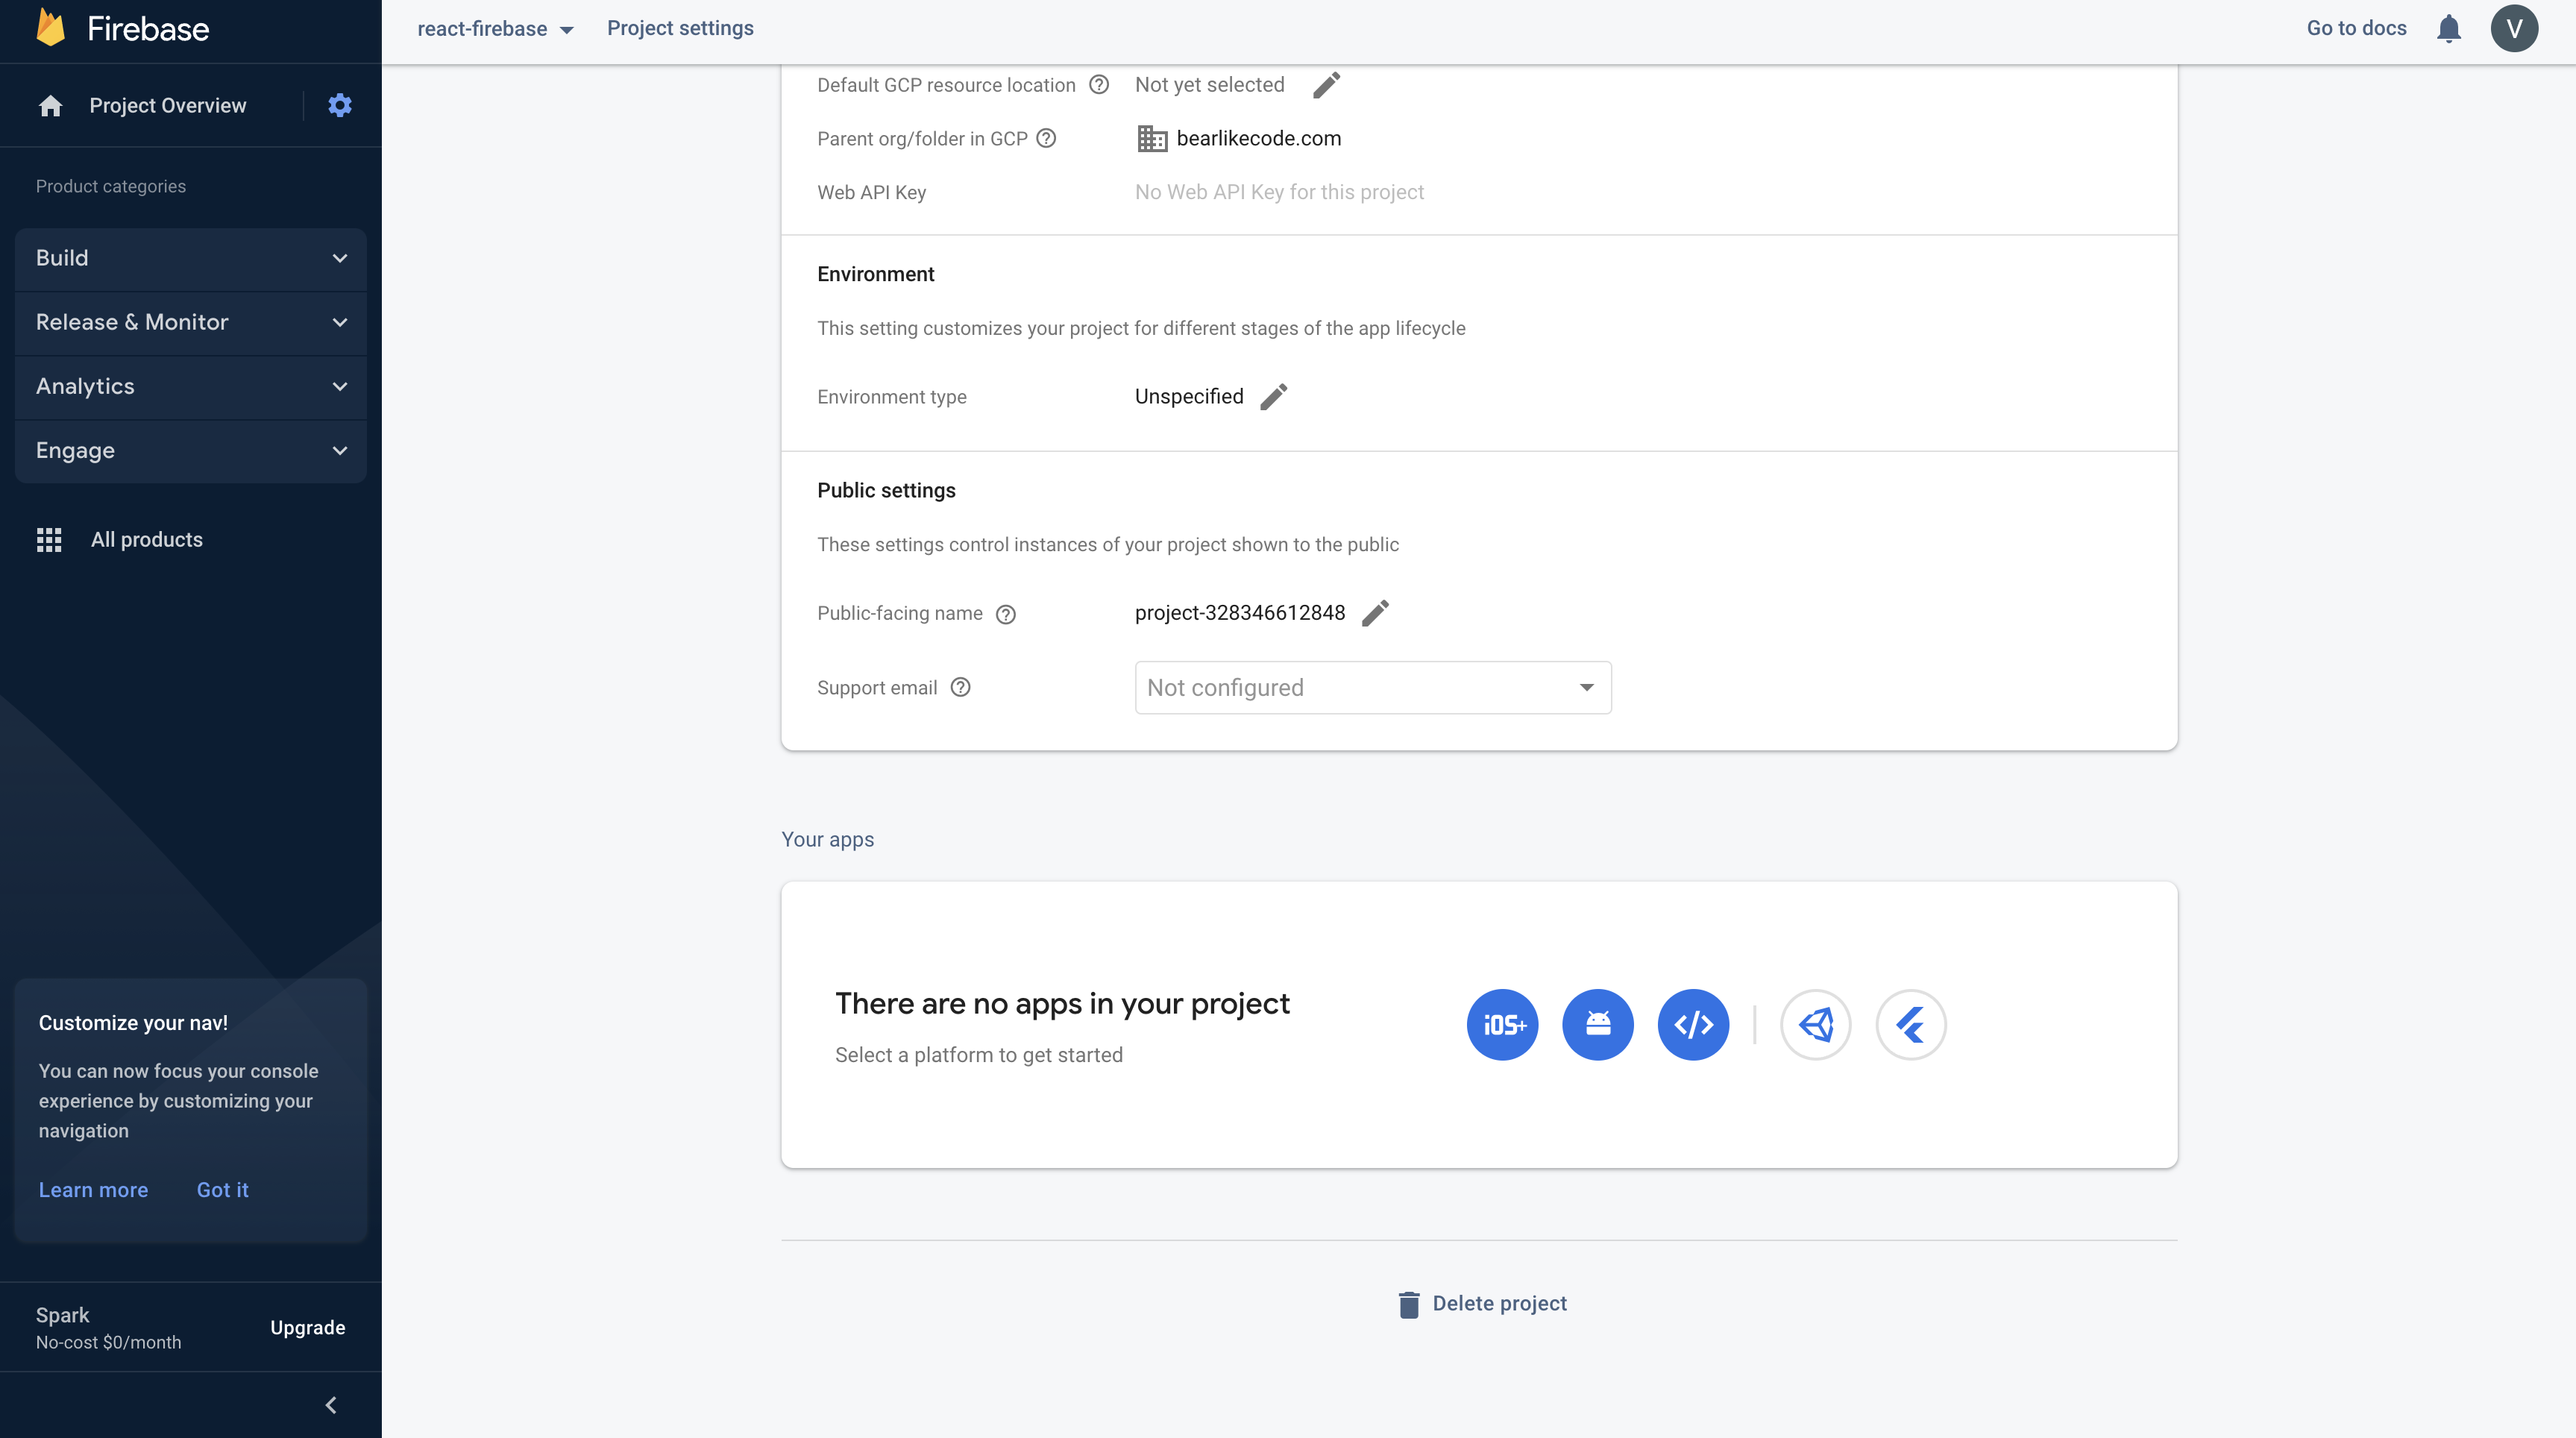 Firebase
react-firebase
Project settings
Go to docs
V
Project Overview
Product categories
Build
Release & Monitor
Analytics
Engage
All products
Customize your nav!
You can now focus your console
experience by customizing your
navigation
Learn more
Got it
Spark
No-cost $0/month
Upgrade
Default GCP resource location
Not yet selected
Parent org/folder in GCP
bearlikecode.com
Web API Key
No Web API Key for this project
Environment
This setting customizes your project for different stages of the app lifecycle
Environment type
Unspecified
Public settings
These settings control instances of your project shown to the public
Public-facing name
project-328346612848
Support email
Not configured
Your apps
There are no apps in your project
Select a platform to get started
iOS+
Delete project